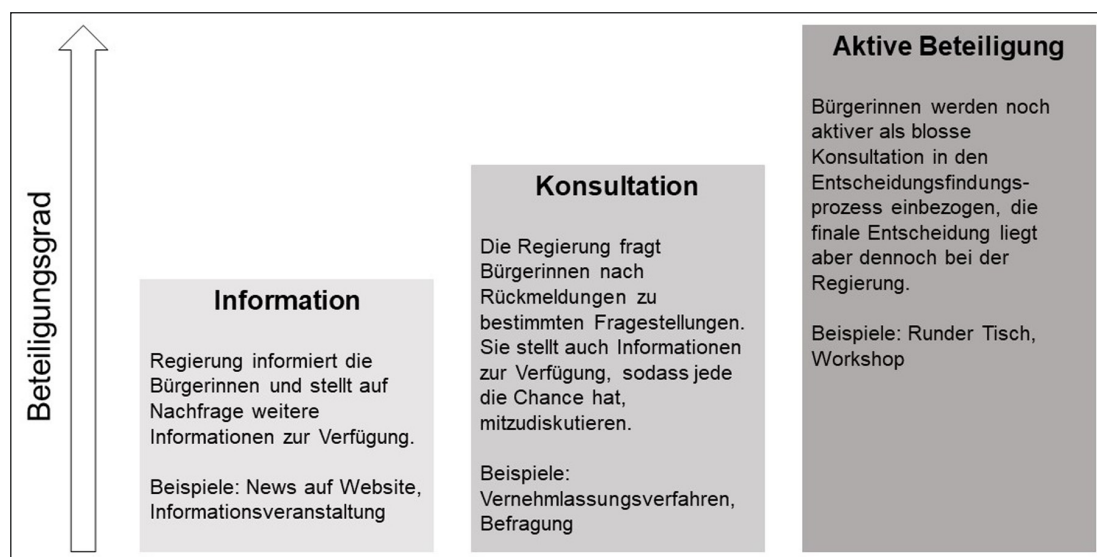 Beteiligungsgrad
Information
Regierung informiert die
Bürgerinnen und stellt auf
Nachfrage weitere
Informationen zur Verfügung.
Beispiele: News auf Website,
Informationsveranstaltung
Konsultation
Die Regierung fragt
Bürgerinnen nach
Rückmeldungen zu
bestimmten Fragestellungen.
Sie stellt auch Informationen
zur Verfügung, sodass jede
die Chance hat,
mitzudiskutieren.
Beispiele:
Vernehmlassungsverfahren,
Befragung
Aktive Beteiligung
Bürgerinnen werden noch
aktiver als blosse
Konsultation in den
Entscheidungsfindungs-
prozess einbezogen, die
finale Entscheidung liegt
aber dennoch bei der
Regierung.
Beispiele: Runder Tisch,
Workshop